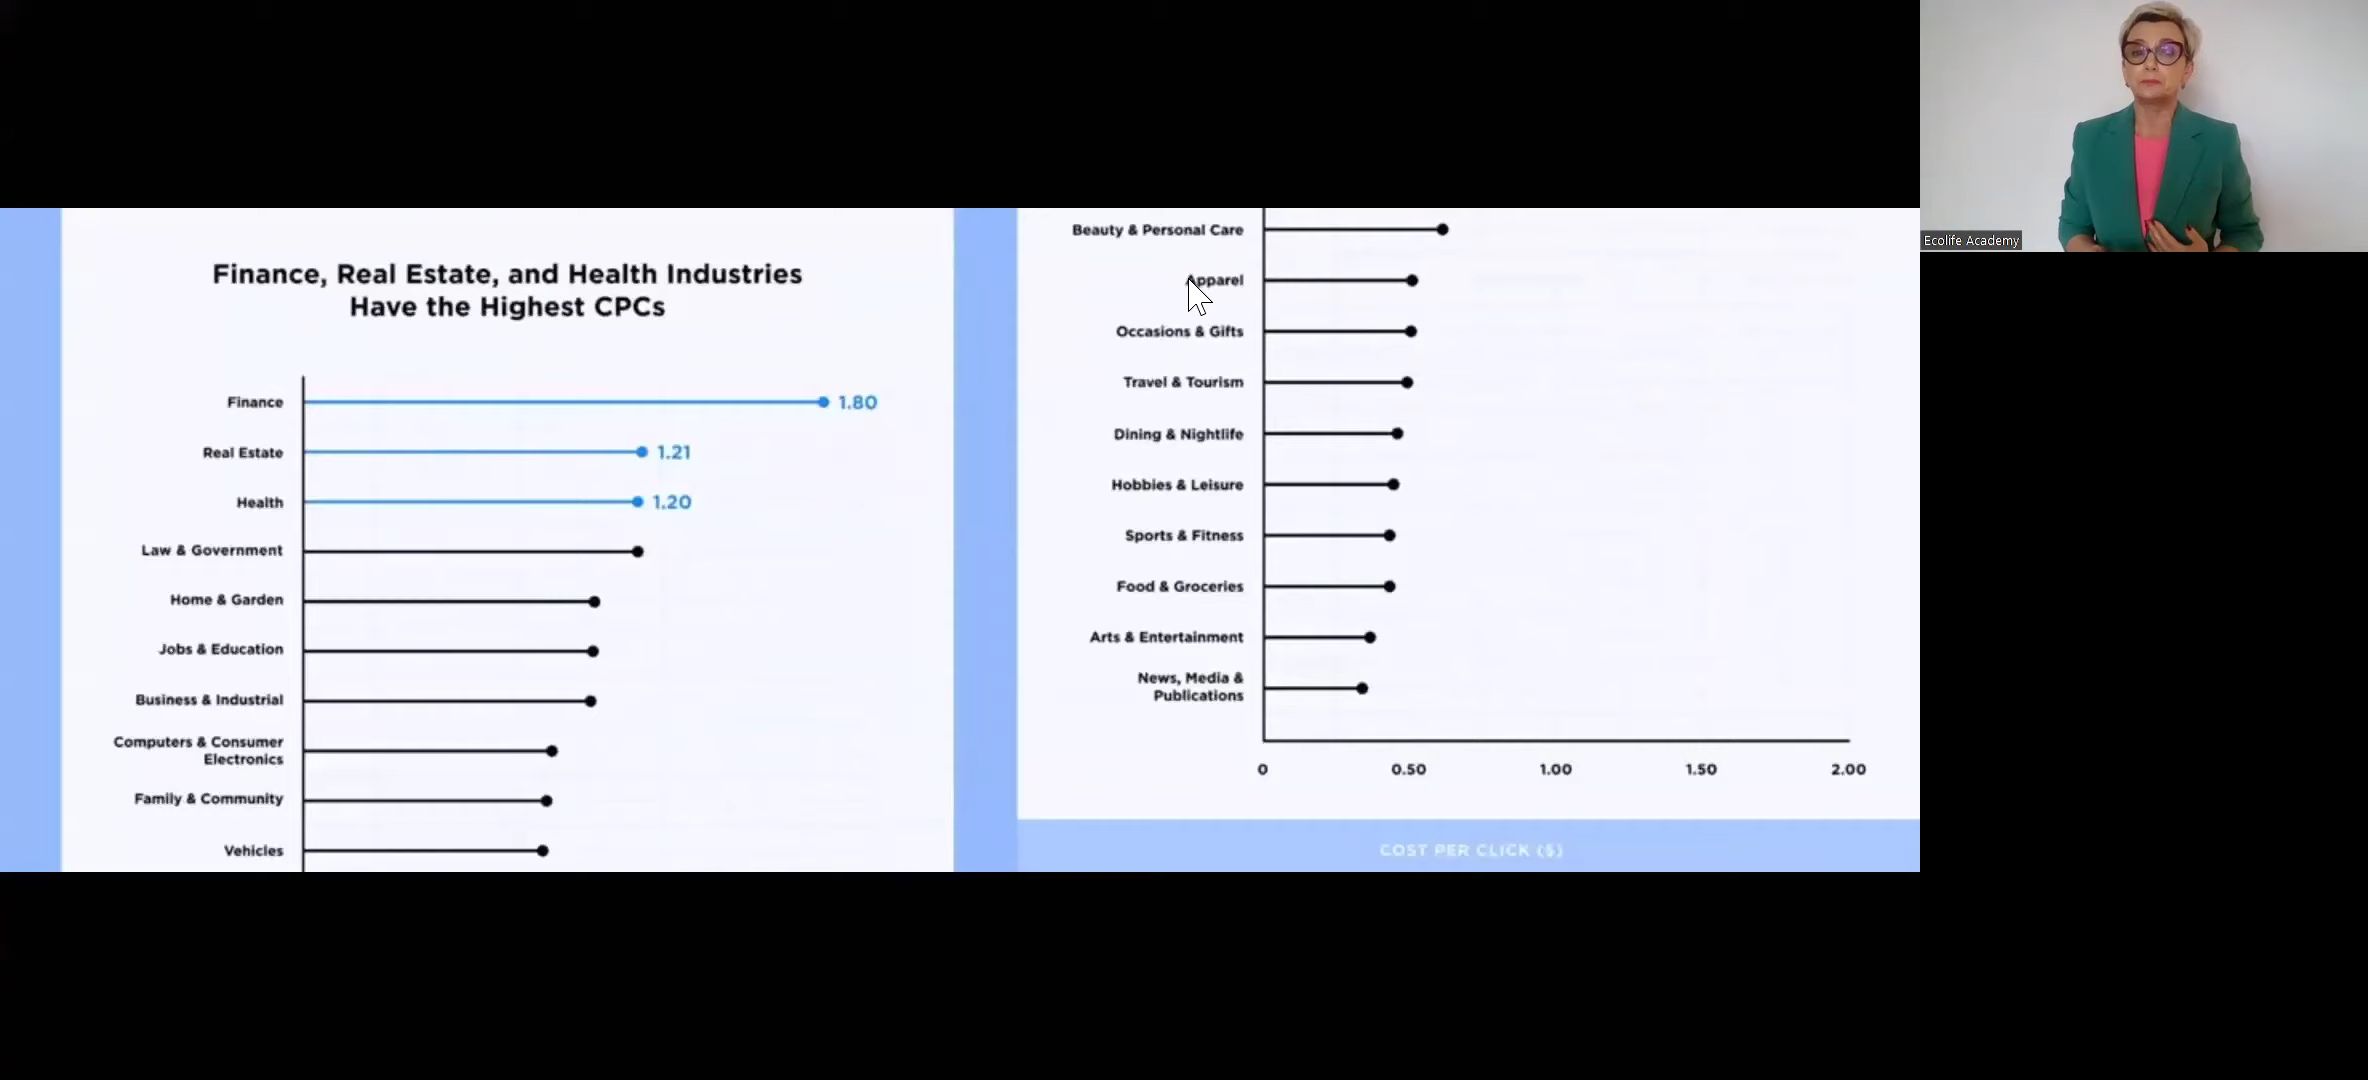 Finance, Real Estate, and Health Industries
Have the Highest CPCs
Finance
1.80
Real Estate
1.21
Health
1.20
Law & Government
Home & Garden
Jobs & Education
Business & Industrial
Computers & Consumer
Electronics
Family & Community
Vehicles
Beauty & Personal Care
Apparel
Occasions & Gifts
Travel & Tourism
Dining & Nightlife
Hobbies & Leisure
Sports & Fitness
Food & Groceries
Arts & Entertainment
News, Media &
Publications
0 0.50 1.00 1.50 2.00
COST PER CLICK ($)
Ecolife Academy